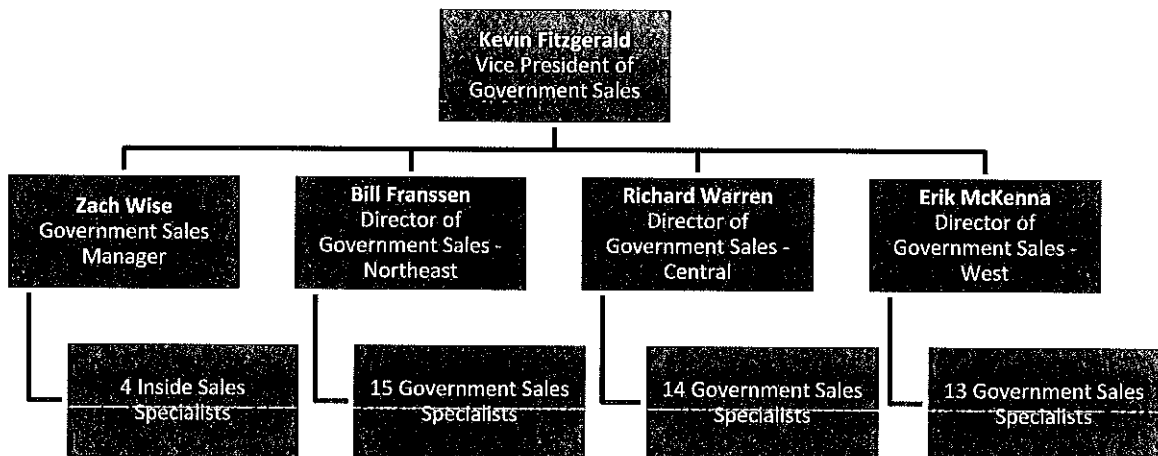 Kevin Fitzgerald
Vice President of
Government Sales
Zach Wise
Government Sales
Manager
Bill Franssen
Director of
Government Sales -
Northeast
Richard Warren
Director of
Government Sales -
Central
Erik McKenna
Director of
Government Sales -
West
4 Inside Sales
Specialists
15 Government Sales
Specialists
14 Government Sales
Specialists
13 Government Sales
Specialists